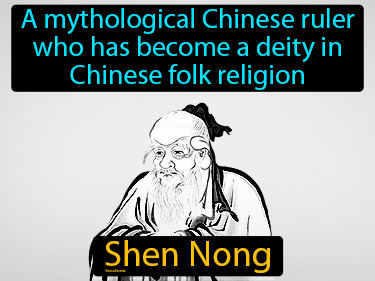 A mythological Chinese ruler
who has become a deity in
Chinese folk religion
Shen Nong